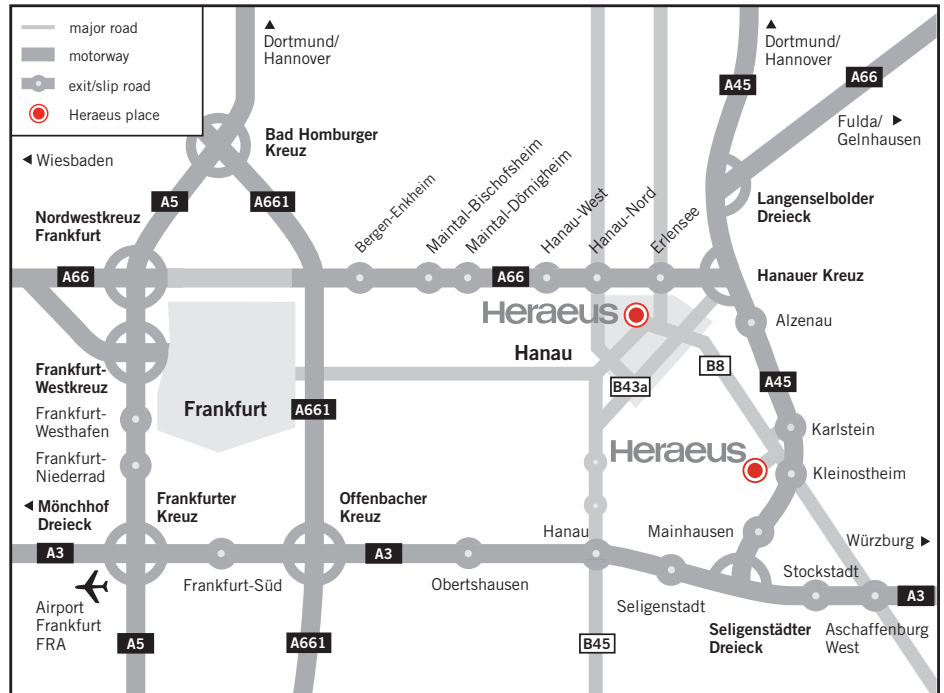 major road
motorway
exit/slip road
Heraeus place
Dortmund/
Hannover
Dortmund/
Hannover
A45
A66
Fulda/
Gelnhausen
Bad Homburger
Kreuz
Wiesbaden
A5
A661
Nordwestkreuz
Frankfurt
Bergen-Enkheim
Maintal-Bischofsheim
Maintal-Dörnigheim
Hanau-West
Hanau-Nord
Erlensee
Langenselbolder
Dreieck
A66
A66
Hanauer Kreuz
Heraeus
Alzenau
Hanau
B8
Frankfurt-
Westkreuz
B43a
A45
Frankfurt
A661
Frankfurt-
Westhafen
Karlstein
Heraeus
Frankfurt-
Niederrad
Kleinostheim
Mönchhof
Dreieck
Frankfurter
Kreuz
Offenbacher
Kreuz
Hanau
Mainhausen
Würzburg
A3
A3
Frankfurt-Süd
Obertshausen
Stockstadt
A3
Airport
Frankfurt
FRA
Seligenstadt
A5
A661
B45
Seligenstädter
Dreieck
Aschaffenburg
West